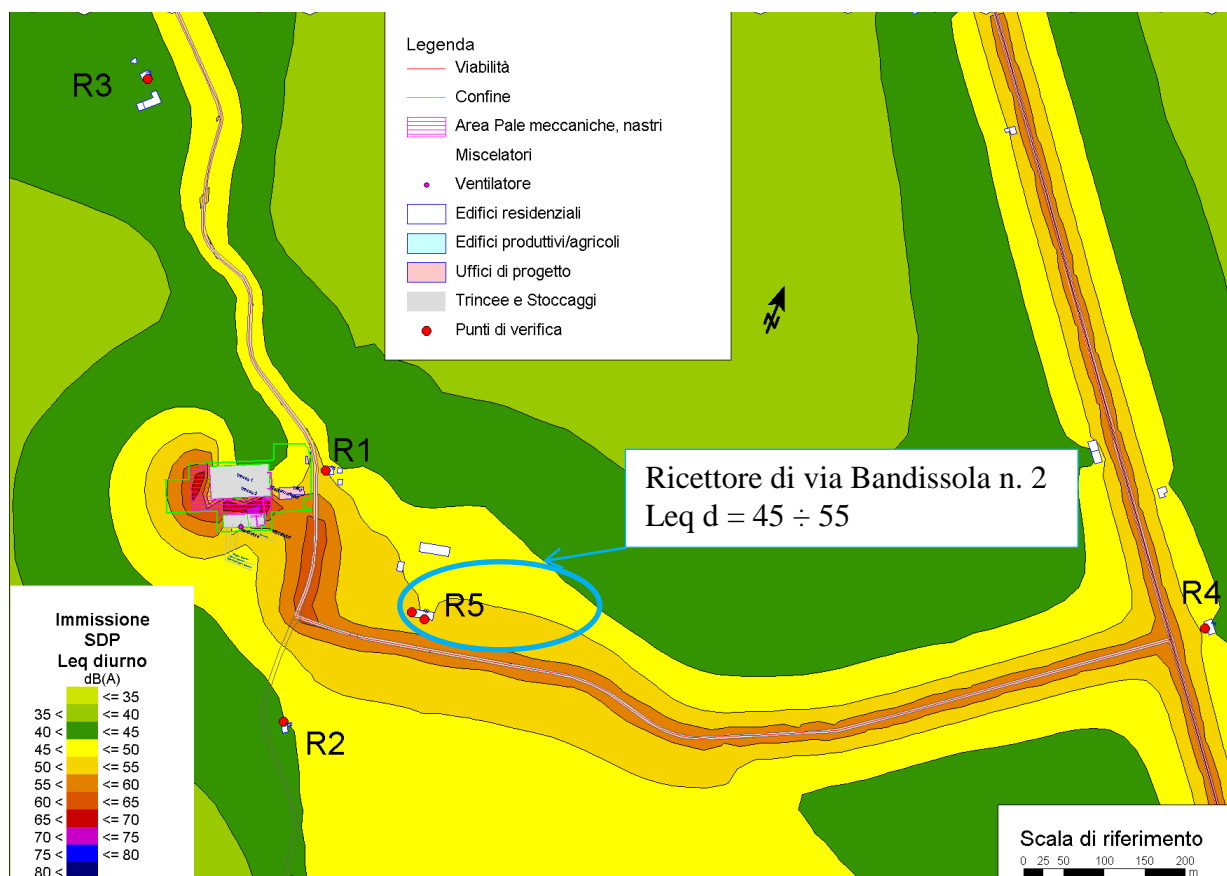 Legenda
Viabilità
Confine
Area Pale meccaniche, nastri
Miscelatori
Ventilatore
Edifici residenziali
Edifici produttivi/agricoli
Uffici di progetto
Trincee e Stoccaggi
Punti di verifica
R3
N
R1
Ricettore di via Bandissola n. 2
Leq d = 45 ÷ 55
R5
R4
R2
Immissione
SDP
Leq diurno
dB(A)
<= 35
35 < <= 40
40 < <= 45
45 < <= 50
50 < <= 55
55 < <= 60
60 < <= 65
65 < <= 70
70 < <= 75
75 < <= 80
80 <
Scala di riferimento
0 25 50 100 150 200
m